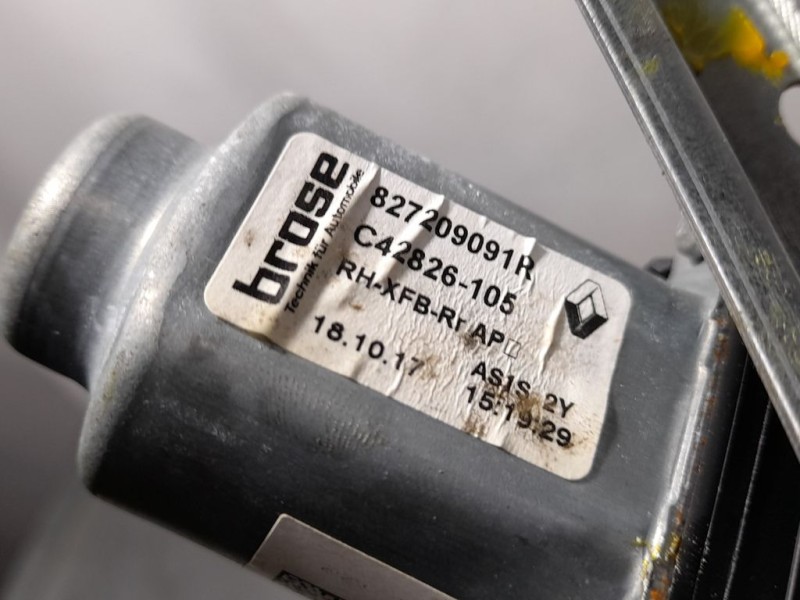 brose
Technik für Automobile
827209091R
C42826-105
RH-XFB-Rr AP
18.10.17
AS1S 2Y
15:19:29